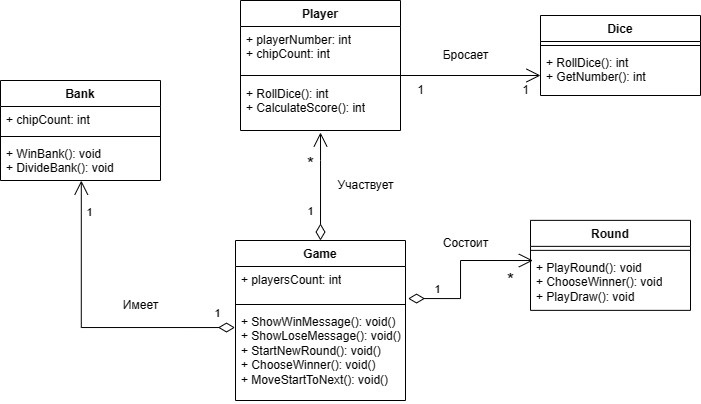 Player
+ playerNumber: int
+ chipCount: int
+ RollDice(): int
+ CalculateScore(): int
Бросает
1
1
Dice
+ RollDice(): int
+ GetNumber(): int
Bank
+ chipCount: int
+ WinBank(): void
+ DivideBank(): void
*
Участвует
1
1
Имеет
1
Game
+ playersCount: int
+ ShowWinMessage(): void()
+ ShowLoseMessage(): void()
+ StartNewRound(): void()
+ ChooseWinner(): void()
+ MoveStartToNext(): void()
Состоит
1
*
Round
+ PlayRound(): void
+ ChooseWinner(): void
+ PlayDraw(): void